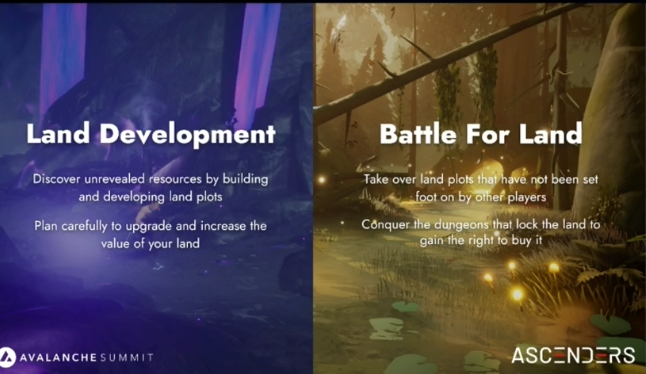 Land Development
Discover unrevealed resources by building
and developing land plots
Plan carefully to upgrade and increase the
value of your land
Battle For Land
Take over land plots that have not been set
foot on by other players
Conquer the dungeons that lock the land to
gain the right to buy it
AVALANCHE SUMMIT
ASCENDERS